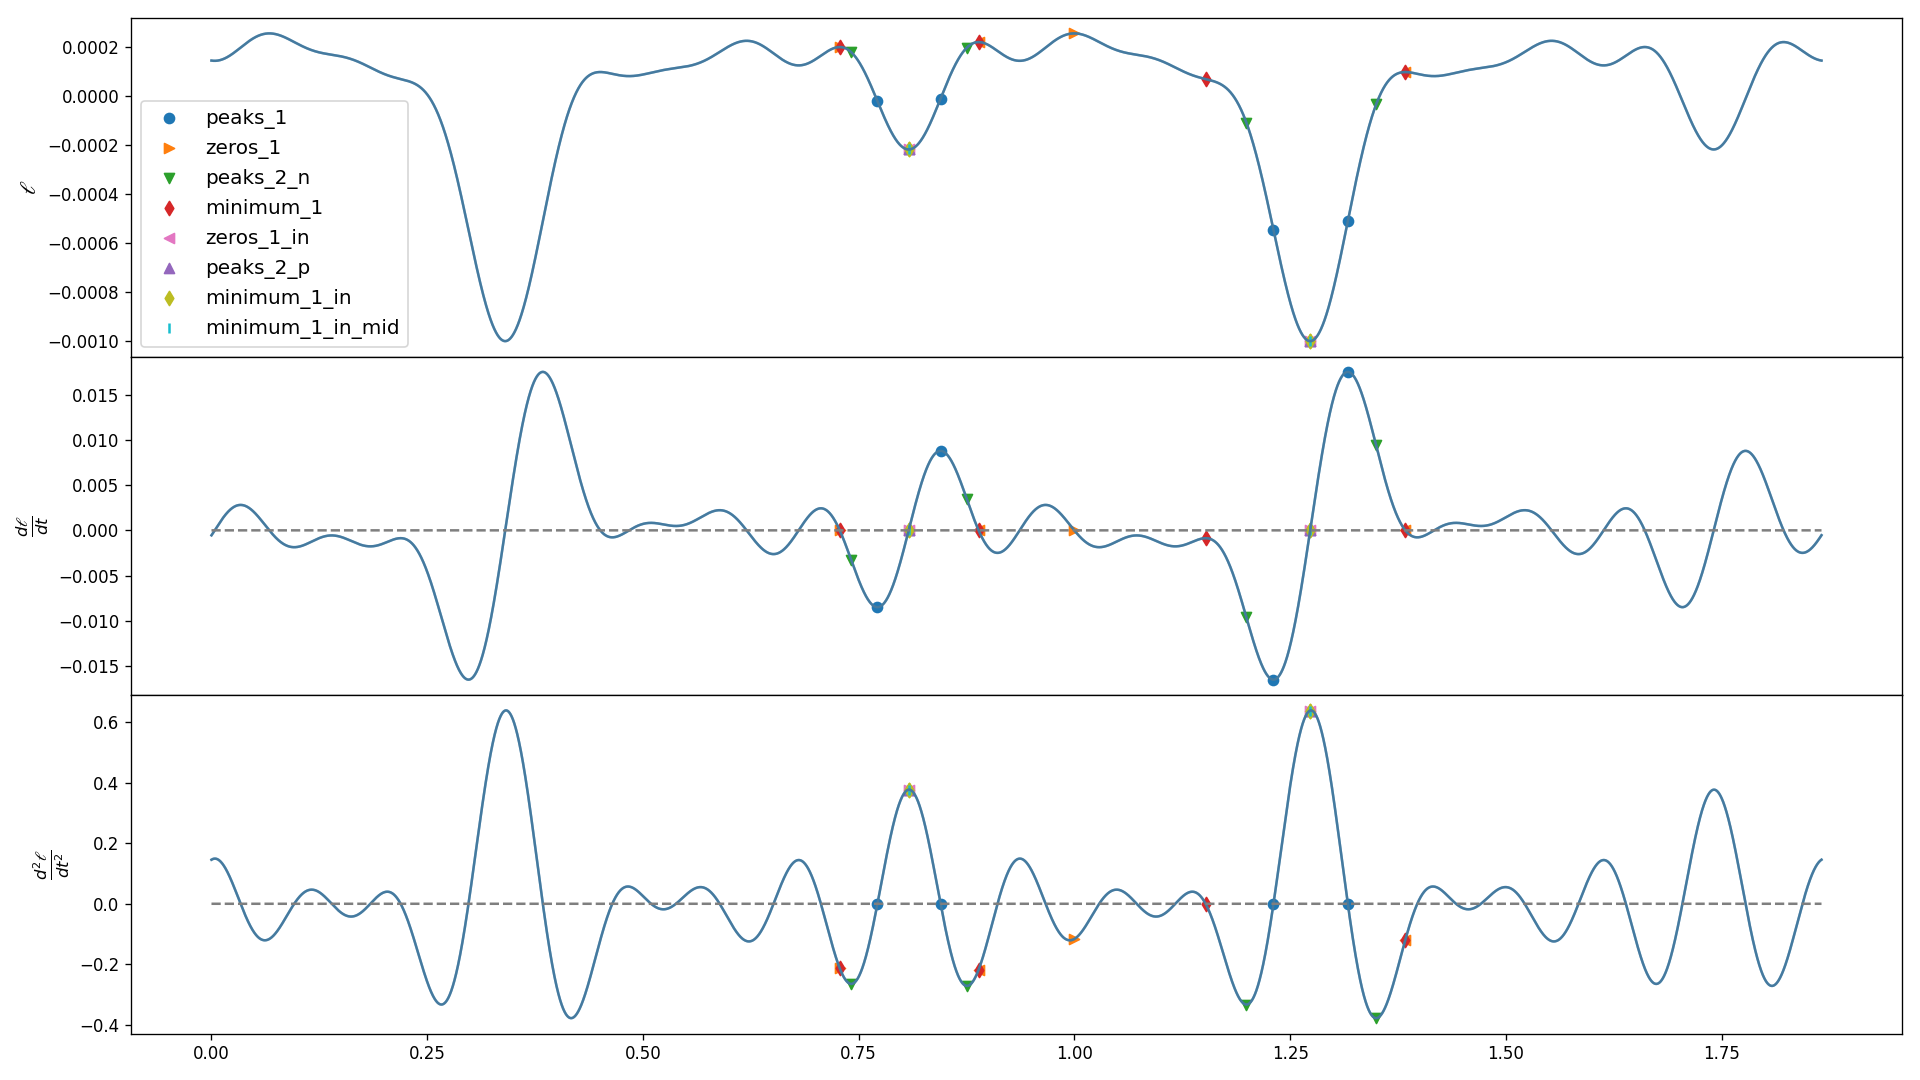 0.0002
0.0000
−0.0002
−0.0004
−0.0006
−0.0008
−0.0010
ℓ
peaks_1
zeros_1
peaks_2_n
minimum_1
zeros_1_in
peaks_2_p
minimum_1_in
minimum_1_in_mid
0.015
0.010
0.005
0.000
−0.005
−0.010
−0.015
dℓ
dt
0.6
0.4
0.2
0.0
−0.2
−0.4
d²ℓ
dt²
0.00 0.25 0.50 0.75 1.00 1.25 1.50 1.75